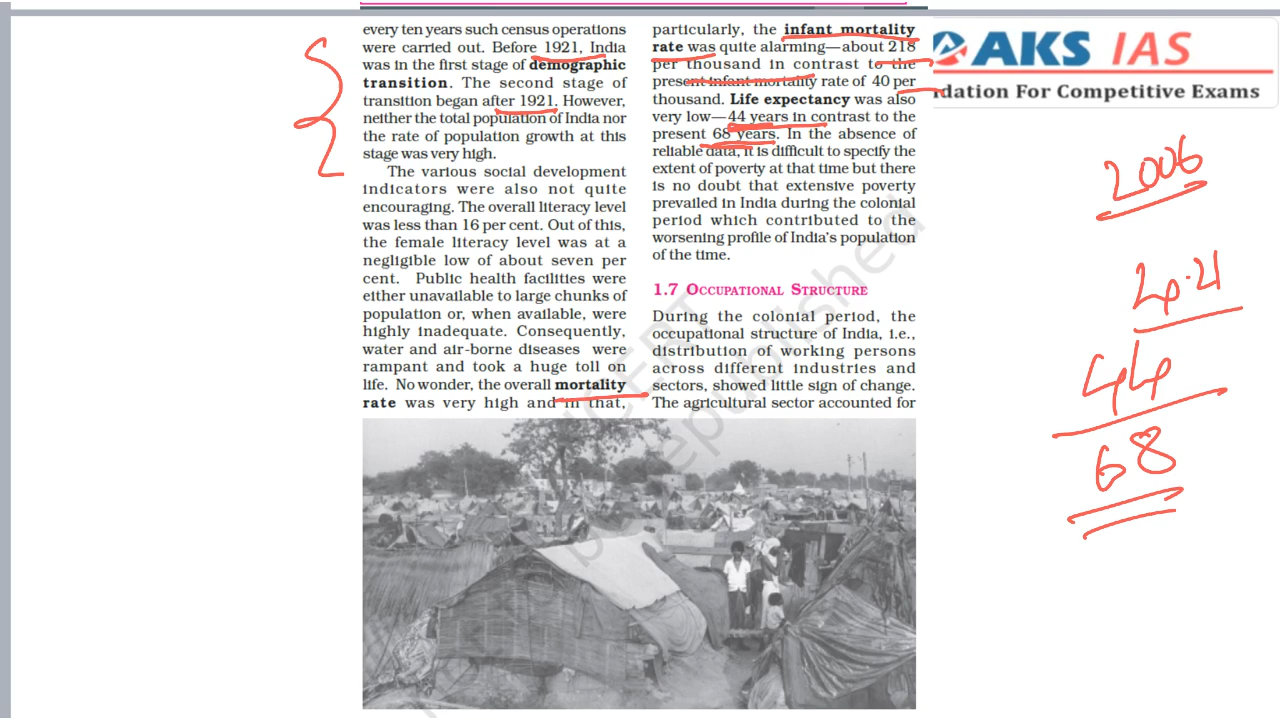 every ten years such census operations
were carried out. Before 1921, India
was in the first stage of demographic
transition. The second stage of
transition began after 1921. However,
neither the total population of India nor
the rate of population growth at this
stage was very high.
The various social development
indicators were also not quite
encouraging. The overall literacy level
was less than 16 per cent. Out of this,
the female literacy level was at a
negligible low of about seven per
cent. Public health facilities were
either unavailable to large chunks of
population or, when available, were
highly inadequate. Consequently,
water and air-borne diseases were
rampant and took a huge toll on
life. No wonder, the overall mortality
rate was very high and in that,
particularly, the infant mortality
rate was quite alarming—about 218
per thousand in contrast to the
present infant mortality rate of 40 per
thousand. Life expectancy was also
very low—44 years in contrast to the
present 68 years. In the absence of
reliable data, it is difficult to specify the
extent of poverty at that time but there
is no doubt that extensive poverty
prevailed in India during the colonial
period which contributed to the
worsening profile of India's population
of the time.
1.7 OCCUPATIONAL STRUCTURE
During the colonial period, the
occupational structure of India, i.e.,
distribution of working persons
across different industries and
sectors, showed little sign of change.
The agricultural sector accounted for
AKS IAS
dation For Competitive Exams
2006
44
68
NCERT
republished